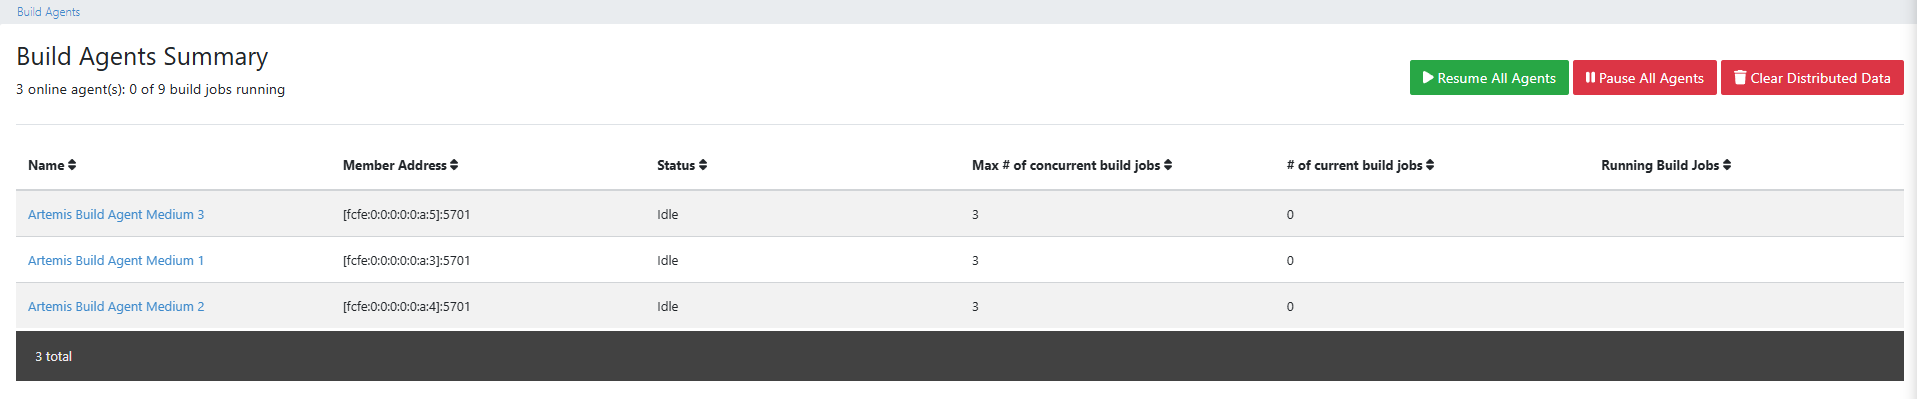 Build Agents
Build Agents Summary
3 online agent(s): 0 of 9 build jobs running
Resume All Agents Pause All Agents Clear Distributed Data
Name Member Address Status Max # of concurrent build jobs # of current build jobs Running Build Jobs
Artemis Build Agent Medium 3 [fcfe:0:0:0:0:0:a:5]:5701 Idle 3 0
Artemis Build Agent Medium 1 [fcfe:0:0:0:0:0:a:3]:5701 Idle 3 0
Artemis Build Agent Medium 2 [fcfe:0:0:0:0:0:a:4]:5701 Idle 3 0
3 total